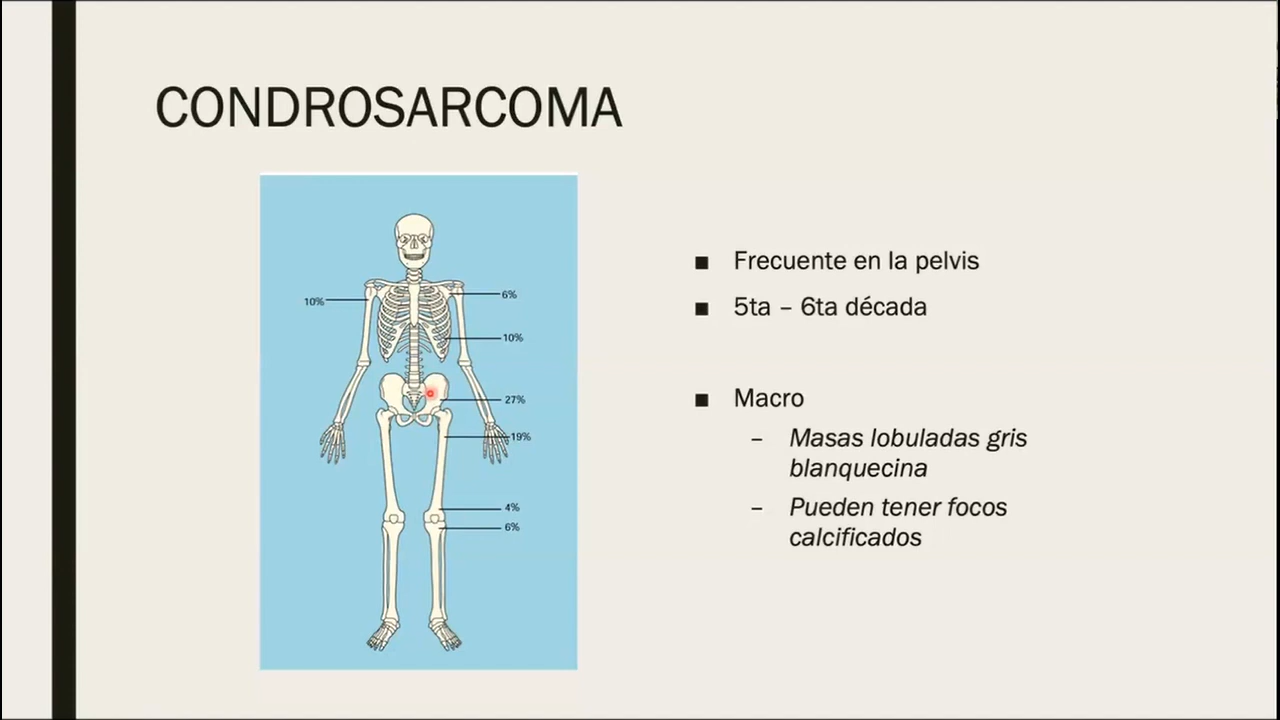 CONDROSARCOMA
10%
6%
10%
27%
19%
4%
6%
■ Frecuente en la pelvis
■ 5ta – 6ta década
■ Macro
– Masas lobuladas gris
blanquecina
– Pueden tener focos
calcificados